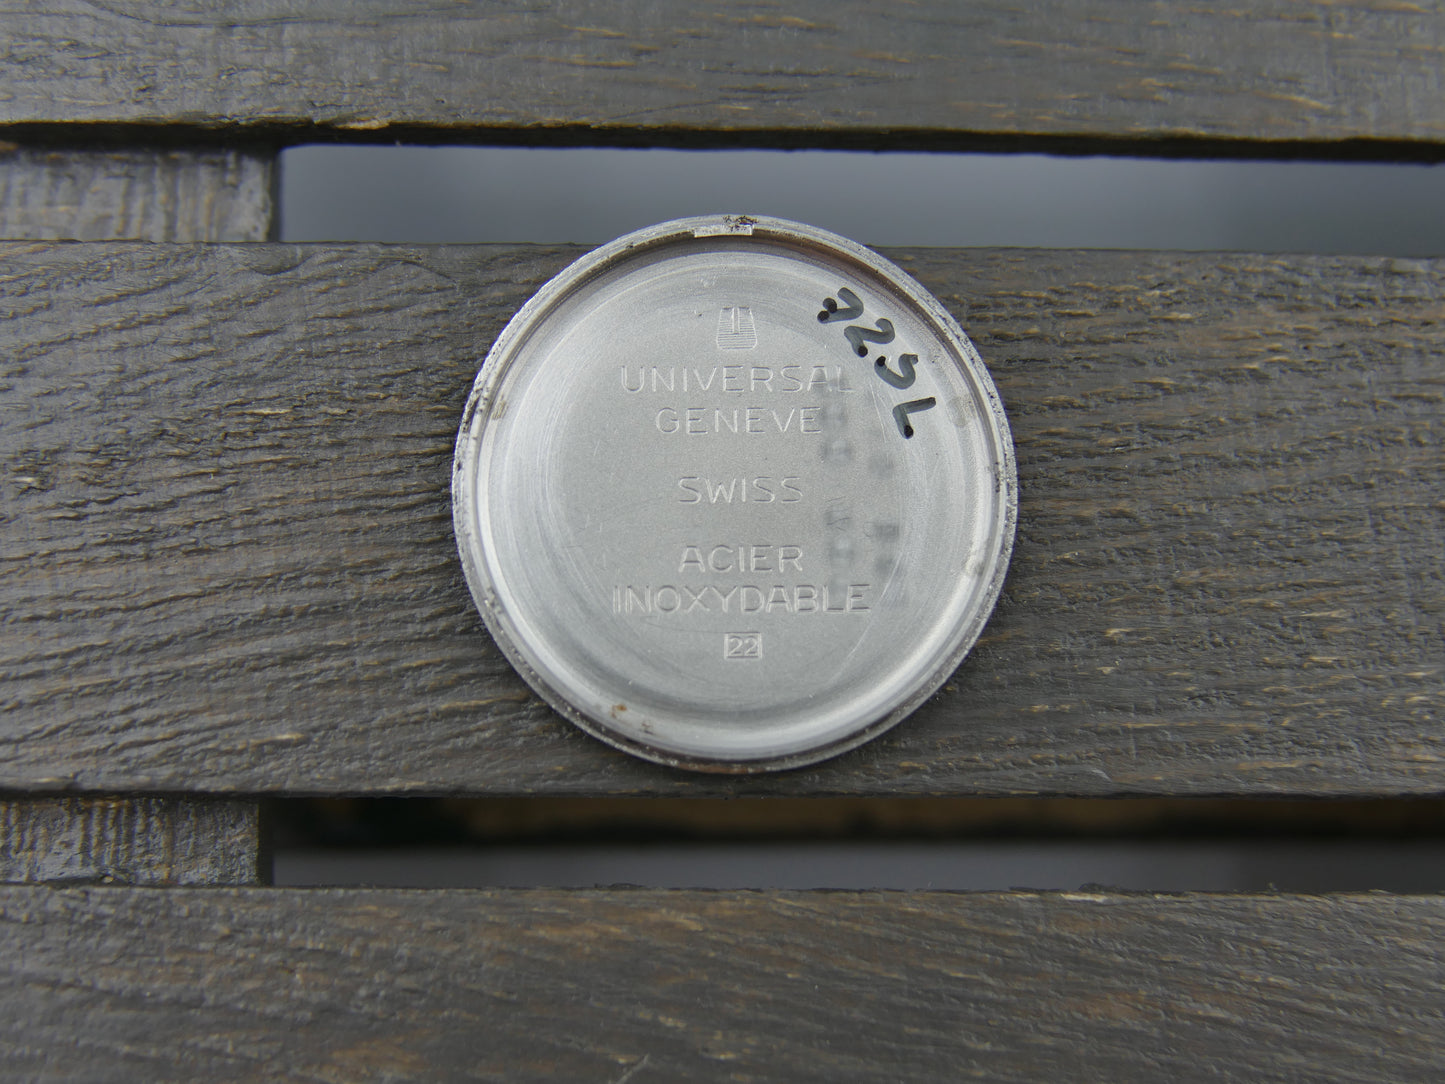 UNIVERSAL
GENEVE
SWISS
ACIER
INOXYDABLE
22